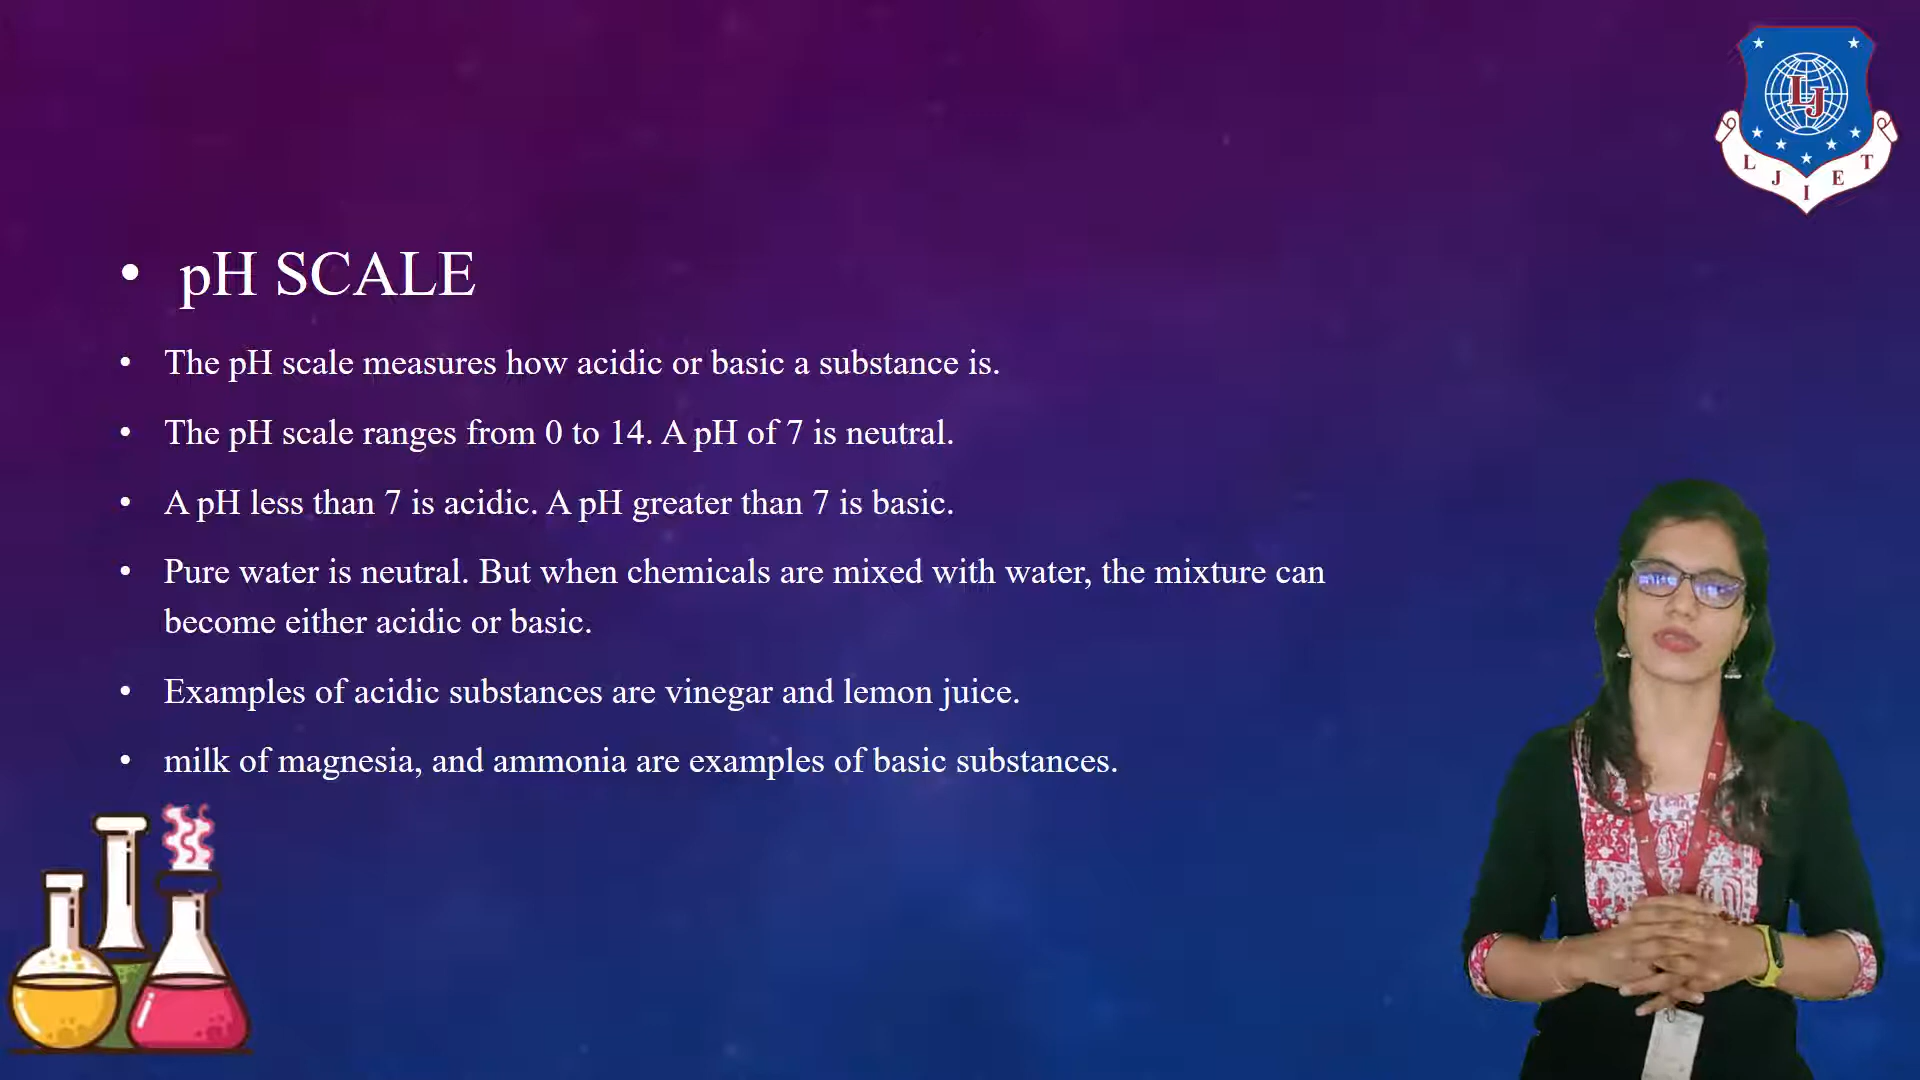 LJ
L J I E T
• pH SCALE
• The pH scale measures how acidic or basic a substance is.
• The pH scale ranges from 0 to 14. A pH of 7 is neutral.
• A pH less than 7 is acidic. A pH greater than 7 is basic.
• Pure water is neutral. But when chemicals are mixed with water, the mixture can
become either acidic or basic.
• Examples of acidic substances are vinegar and lemon juice.
• milk of magnesia, and ammonia are examples of basic substances.